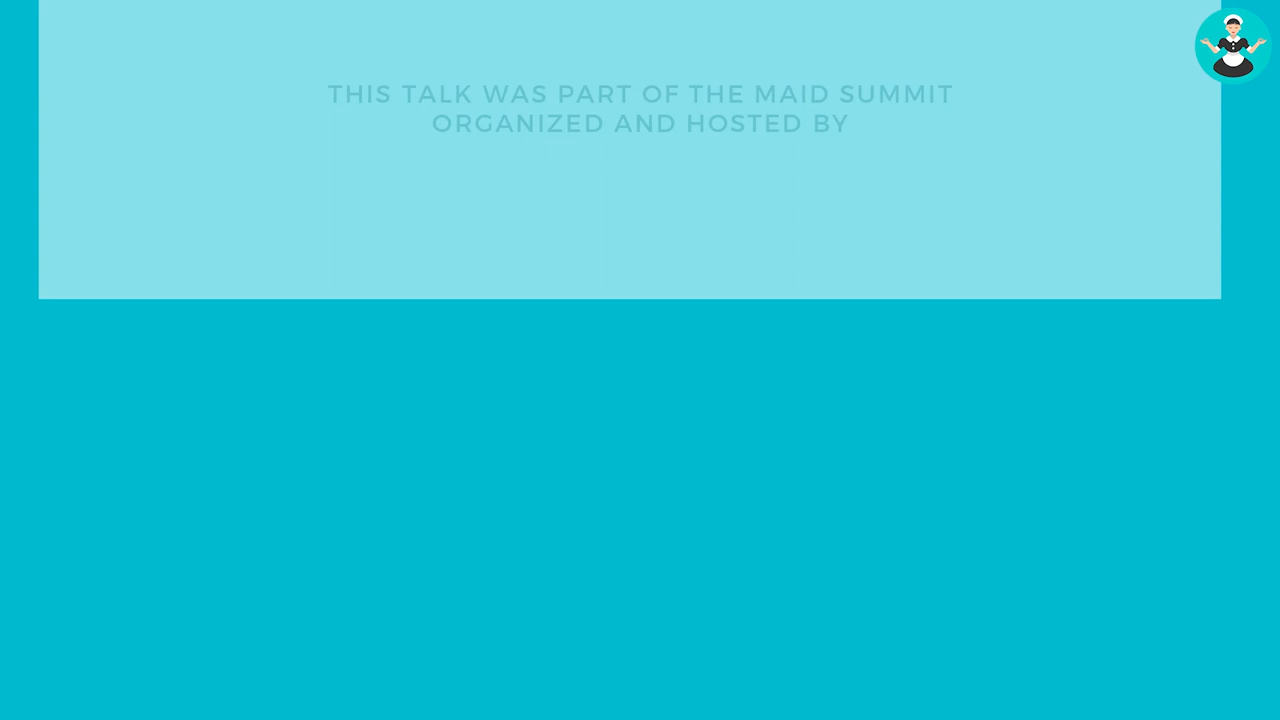 THIS TALK WAS PART OF THE MAID SUMMIT
ORGANIZED AND HOSTED BY